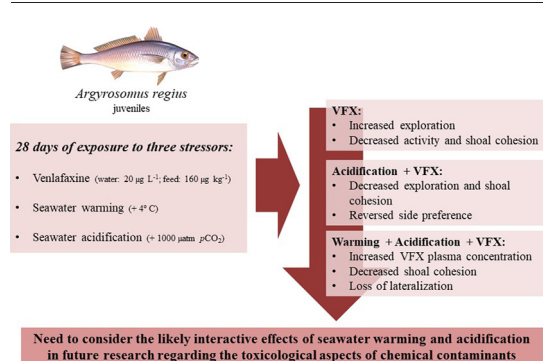 Argyrosomus regius
juveniles
28 days of exposure to three stressors:
• Venlafaxine (water: 20 µg L⁻¹; feed: 160 µg kg⁻¹)
• Seawater warming (+ 4º C)
• Seawater acidification (+ 1000 µatm pCO₂)
VFX:
• Increased exploration
• Decreased activity and shoal cohesion
Acidification + VFX:
• Decreased exploration and shoal
cohesion
• Reversed side preference
Warming + Acidification + VFX:
• Increased VFX plasma concentration
• Decreased shoal cohesion
• Loss of lateralization
Need to consider the likely interactive effects of seawater warming and acidification
in future research regarding the toxicological aspects of chemical contaminants